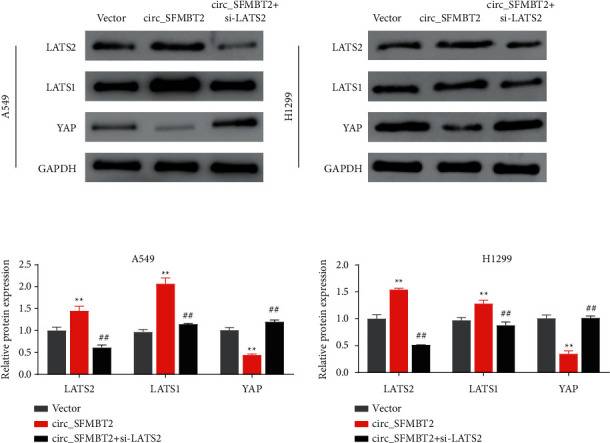 Vector circ_SFMBT2 circ_SFMBT2+
si-LATS2
A549
LATS2
LATS1
YAP
GAPDH
Vector circ_SFMBT2 circ_SFMBT2+
si-LATS2
H1299
LATS2
LATS1
YAP
GAPDH
A549
Relative protein expression
2.5
2.0
1.5
1.0
0.5
0.0
** ## ** ## ** ##
LATS2 LATS1 YAP
Vector
circ_SFMBT2
circ_SFMBT2+si-LATS2
H1299
Relative protein expression
2.0
1.5
1.0
0.5
0.0
** ## ** ## ** ##
LATS2 LATS1 YAP
Vector
circ_SFMBT2
circ_SFMBT2+si-LATS2